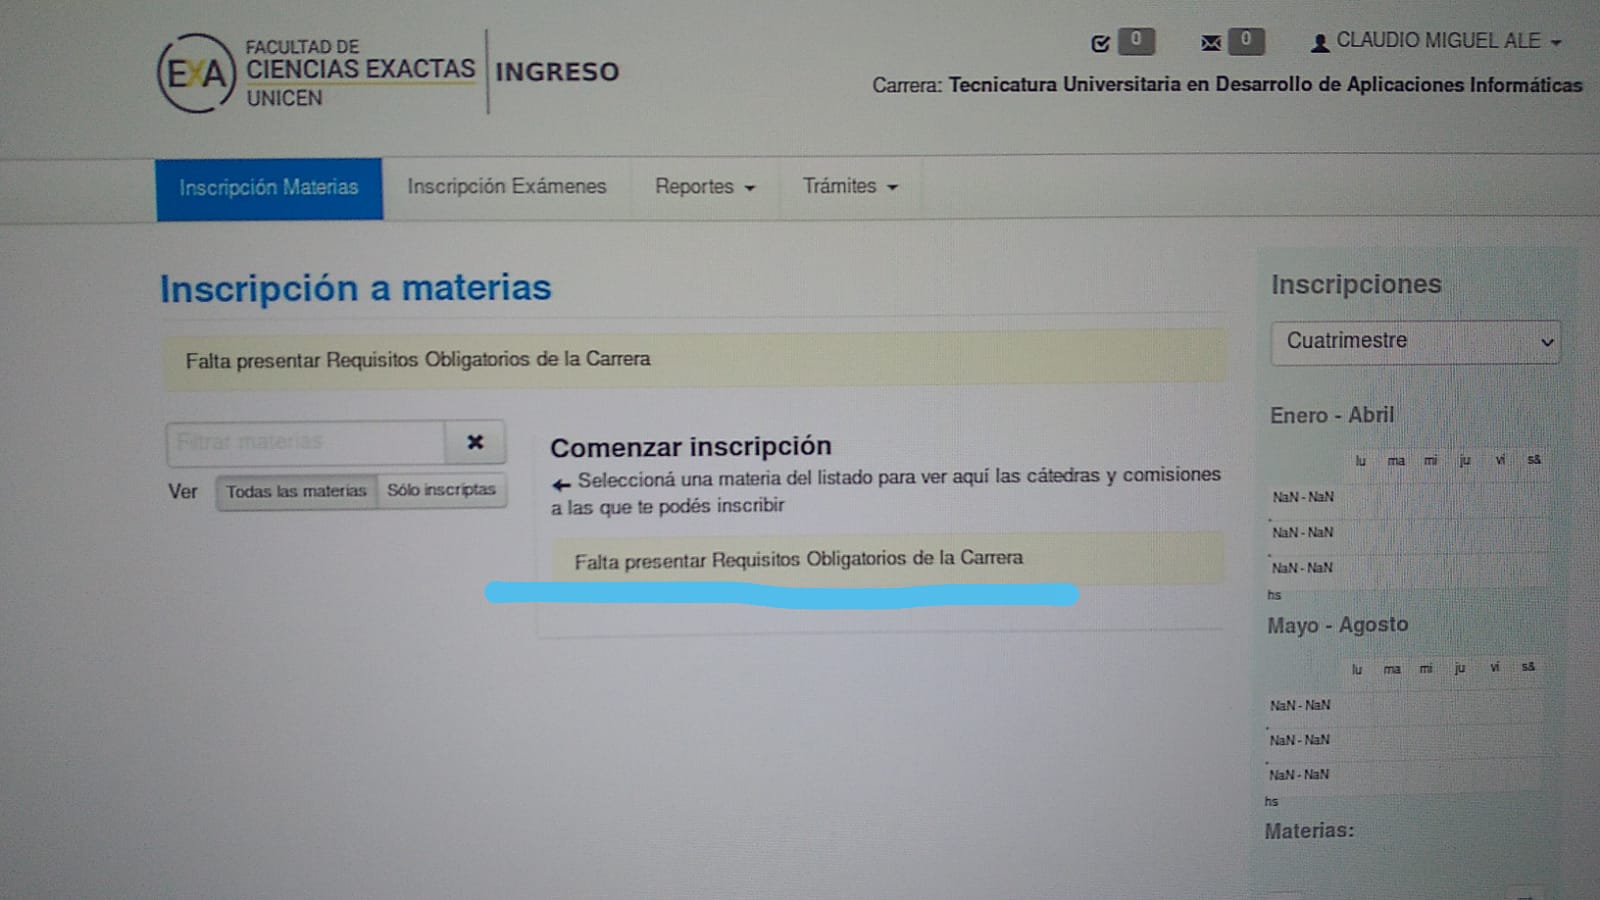 EXA
FACULTAD DE
CIENCIAS EXACTAS
UNICEN
INGRESO
0
0
CLAUDIO MIGUEL ALE
Carrera: Tecnicatura Universitaria en Desarrollo de Aplicaciones Informáticas
Inscripción Materias
Inscripción Exámenes
Reportes
Trámites
Inscripción a materias
Falta presentar Requisitos Obligatorios de la Carrera
Filtrar materias
Ver
Todas las materias
Sólo inscriptas
Comenzar inscripción
Seleccioná una materia del listado para ver aquí las cátedras y comisiones
a las que te podés inscribir
Falta presentar Requisitos Obligatorios de la Carrera
Inscripciones
Cuatrimestre
Enero - Abril
lu ma mi ju vi s&
NaN - NaN
NaN - NaN
NaN - NaN
hs
Mayo - Agosto
lu ma mi ju vi s&
NaN - NaN
NaN - NaN
NaN - NaN
hs
Materias: